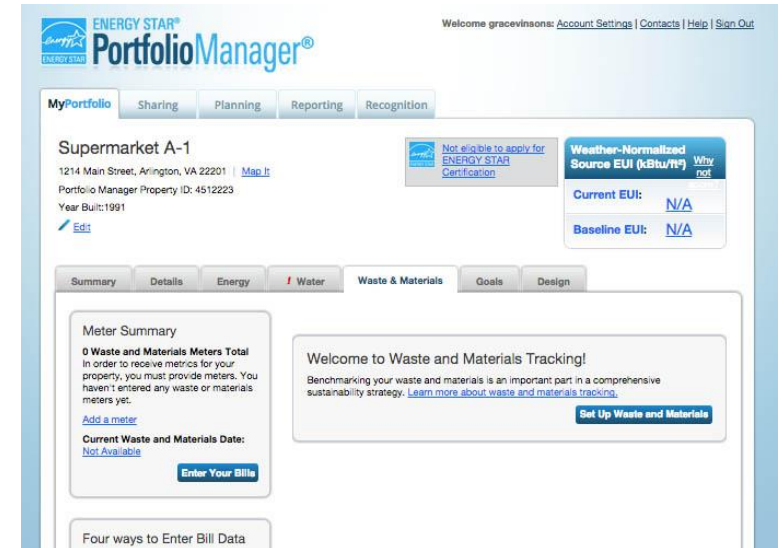 ENERGY STAR®
PortfolioManager®
energy
ENERGY STAR
Welcome gracevinsons: Account Settings | Contacts | Help | Sign Out
MyPortfolio Sharing Planning Reporting Recognition
Supermarket A-1
1214 Main Street, Arlington, VA 22201 | Map It
Portfolio Manager Property ID: 4512223
Year Built:1991
Edit
Not eligible to apply for
ENERGY STAR
Certification
Weather-Normalized
Source EUI (kBtu/ft²) Why
not
Current EUI: N/A
Baseline EUI: N/A
Summary Details Energy ! Water Waste & Materials Goals Design
Meter Summary
0 Waste and Materials Meters Total
In order to receive metrics for your
property, you must provide meters. You
haven't entered any waste or materials
meters yet.
Add a meter
Current Waste and Materials Date:
Not Available
Enter Your Bills
Welcome to Waste and Materials Tracking!
Benchmarking your waste and materials is an important part in a comprehensive
sustainability strategy. Learn more about waste and materials tracking.
Set Up Waste and Materials
Four ways to Enter Bill Data